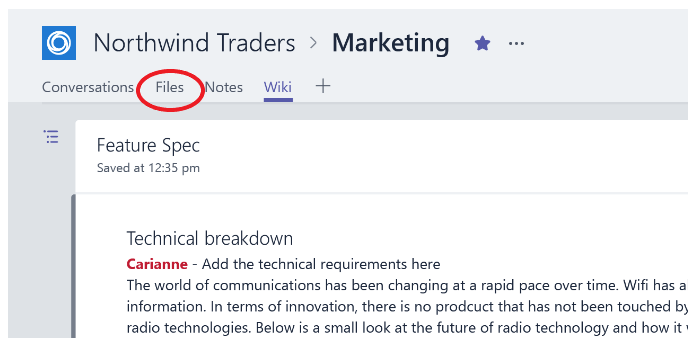 Northwind Traders > Marketing ...
Conversations Files Notes Wiki +
Feature Spec
Saved at 12:35 pm
Technical breakdown
Carianne - Add the technical requirements here
The world of communications has been changing at a rapid pace over time. Wifi has a
information. In terms of innovation, there is no prodcuct that has not been touched by
radio technologies. Below is a small look at the future of radio technology and how it